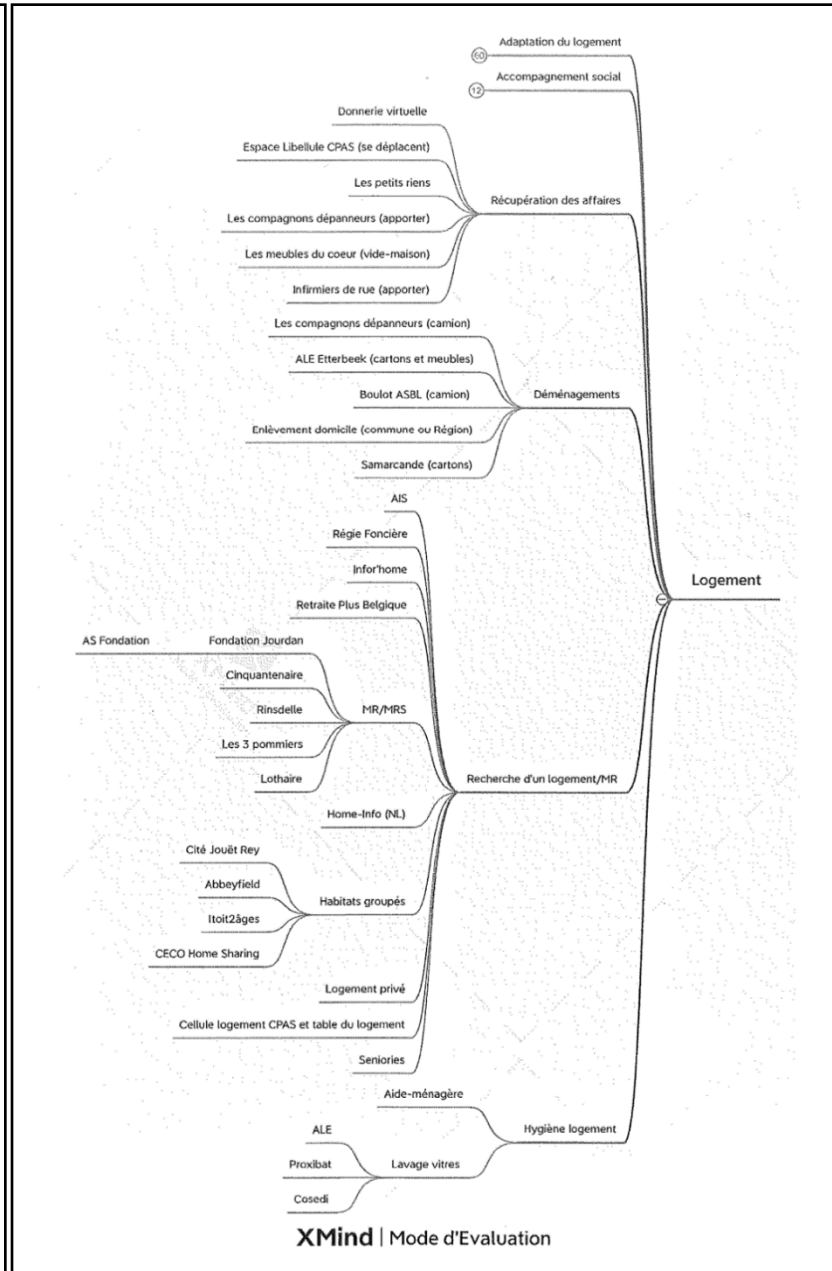 Adaptation du logement
60
Accompagnement social
12
Donnerie virtuelle
Espace Libellule CPAS (se déplacent)
Les petits riens
Récupération des affaires
Les compagnons dépanneurs (apporter)
Les meubles du coeur (vide-maison)
Infirmiers de rue (apporter)
Les compagnons dépanneurs (camion)
ALE Etterbeek (cartons et meubles)
Boulot ASBL (camion)
Déménagements
Enlèvement domicile (commune ou Région)
Samarcande (cartons)
AIS
Régie Foncière
Infor'home
Logement
Retraite Plus Belgique
AS Fondation
Fondation Jourdan
Cinquantenaire
Rinsdelle
MR/MRS
Les 3 pommiers
Lothaire
Recherche d'un logement/MR
Home-Info (NL)
Cité Jouët Rey
Abbeyfield
Habitats groupés
Itoit2âges
CECO Home Sharing
Logement privé
Cellule logement CPAS et table du logement
Seniories
Aide-ménagère
ALE
Hygiène logement
Proxibat
Lavage vitres
Cosedi
XMind | Mode d'Evaluation